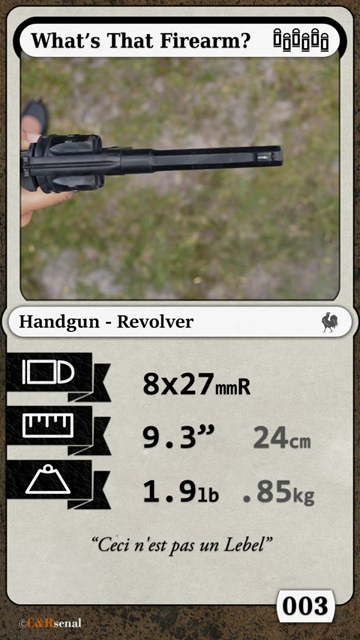 What's That Firearm?
Handgun - Revolver
8x27mmR
9.3” 24cm
1.9lb .85kg
“Ceci n'est pas un Lebel”
003
©C&Rsenal